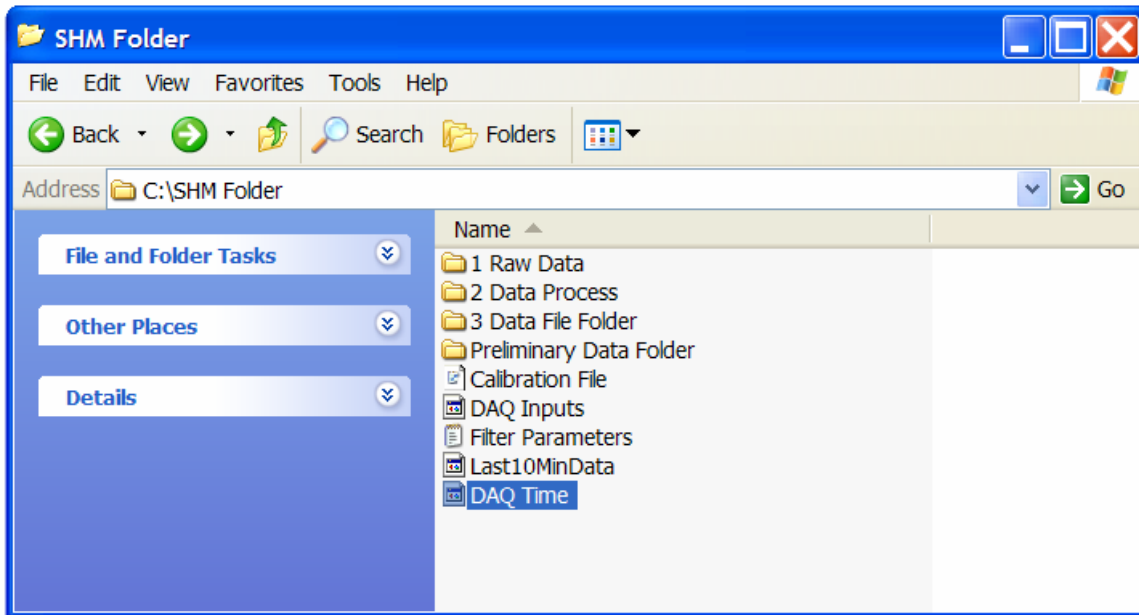 SHM Folder
File Edit View Favorites Tools Help
Back Search Folders
Address C:\SHM Folder Go
File and Folder Tasks
Other Places
Details
Name
1 Raw Data
2 Data Process
3 Data File Folder
Preliminary Data Folder
Calibration File
DAQ Inputs
Filter Parameters
Last10MinData
DAQ Time